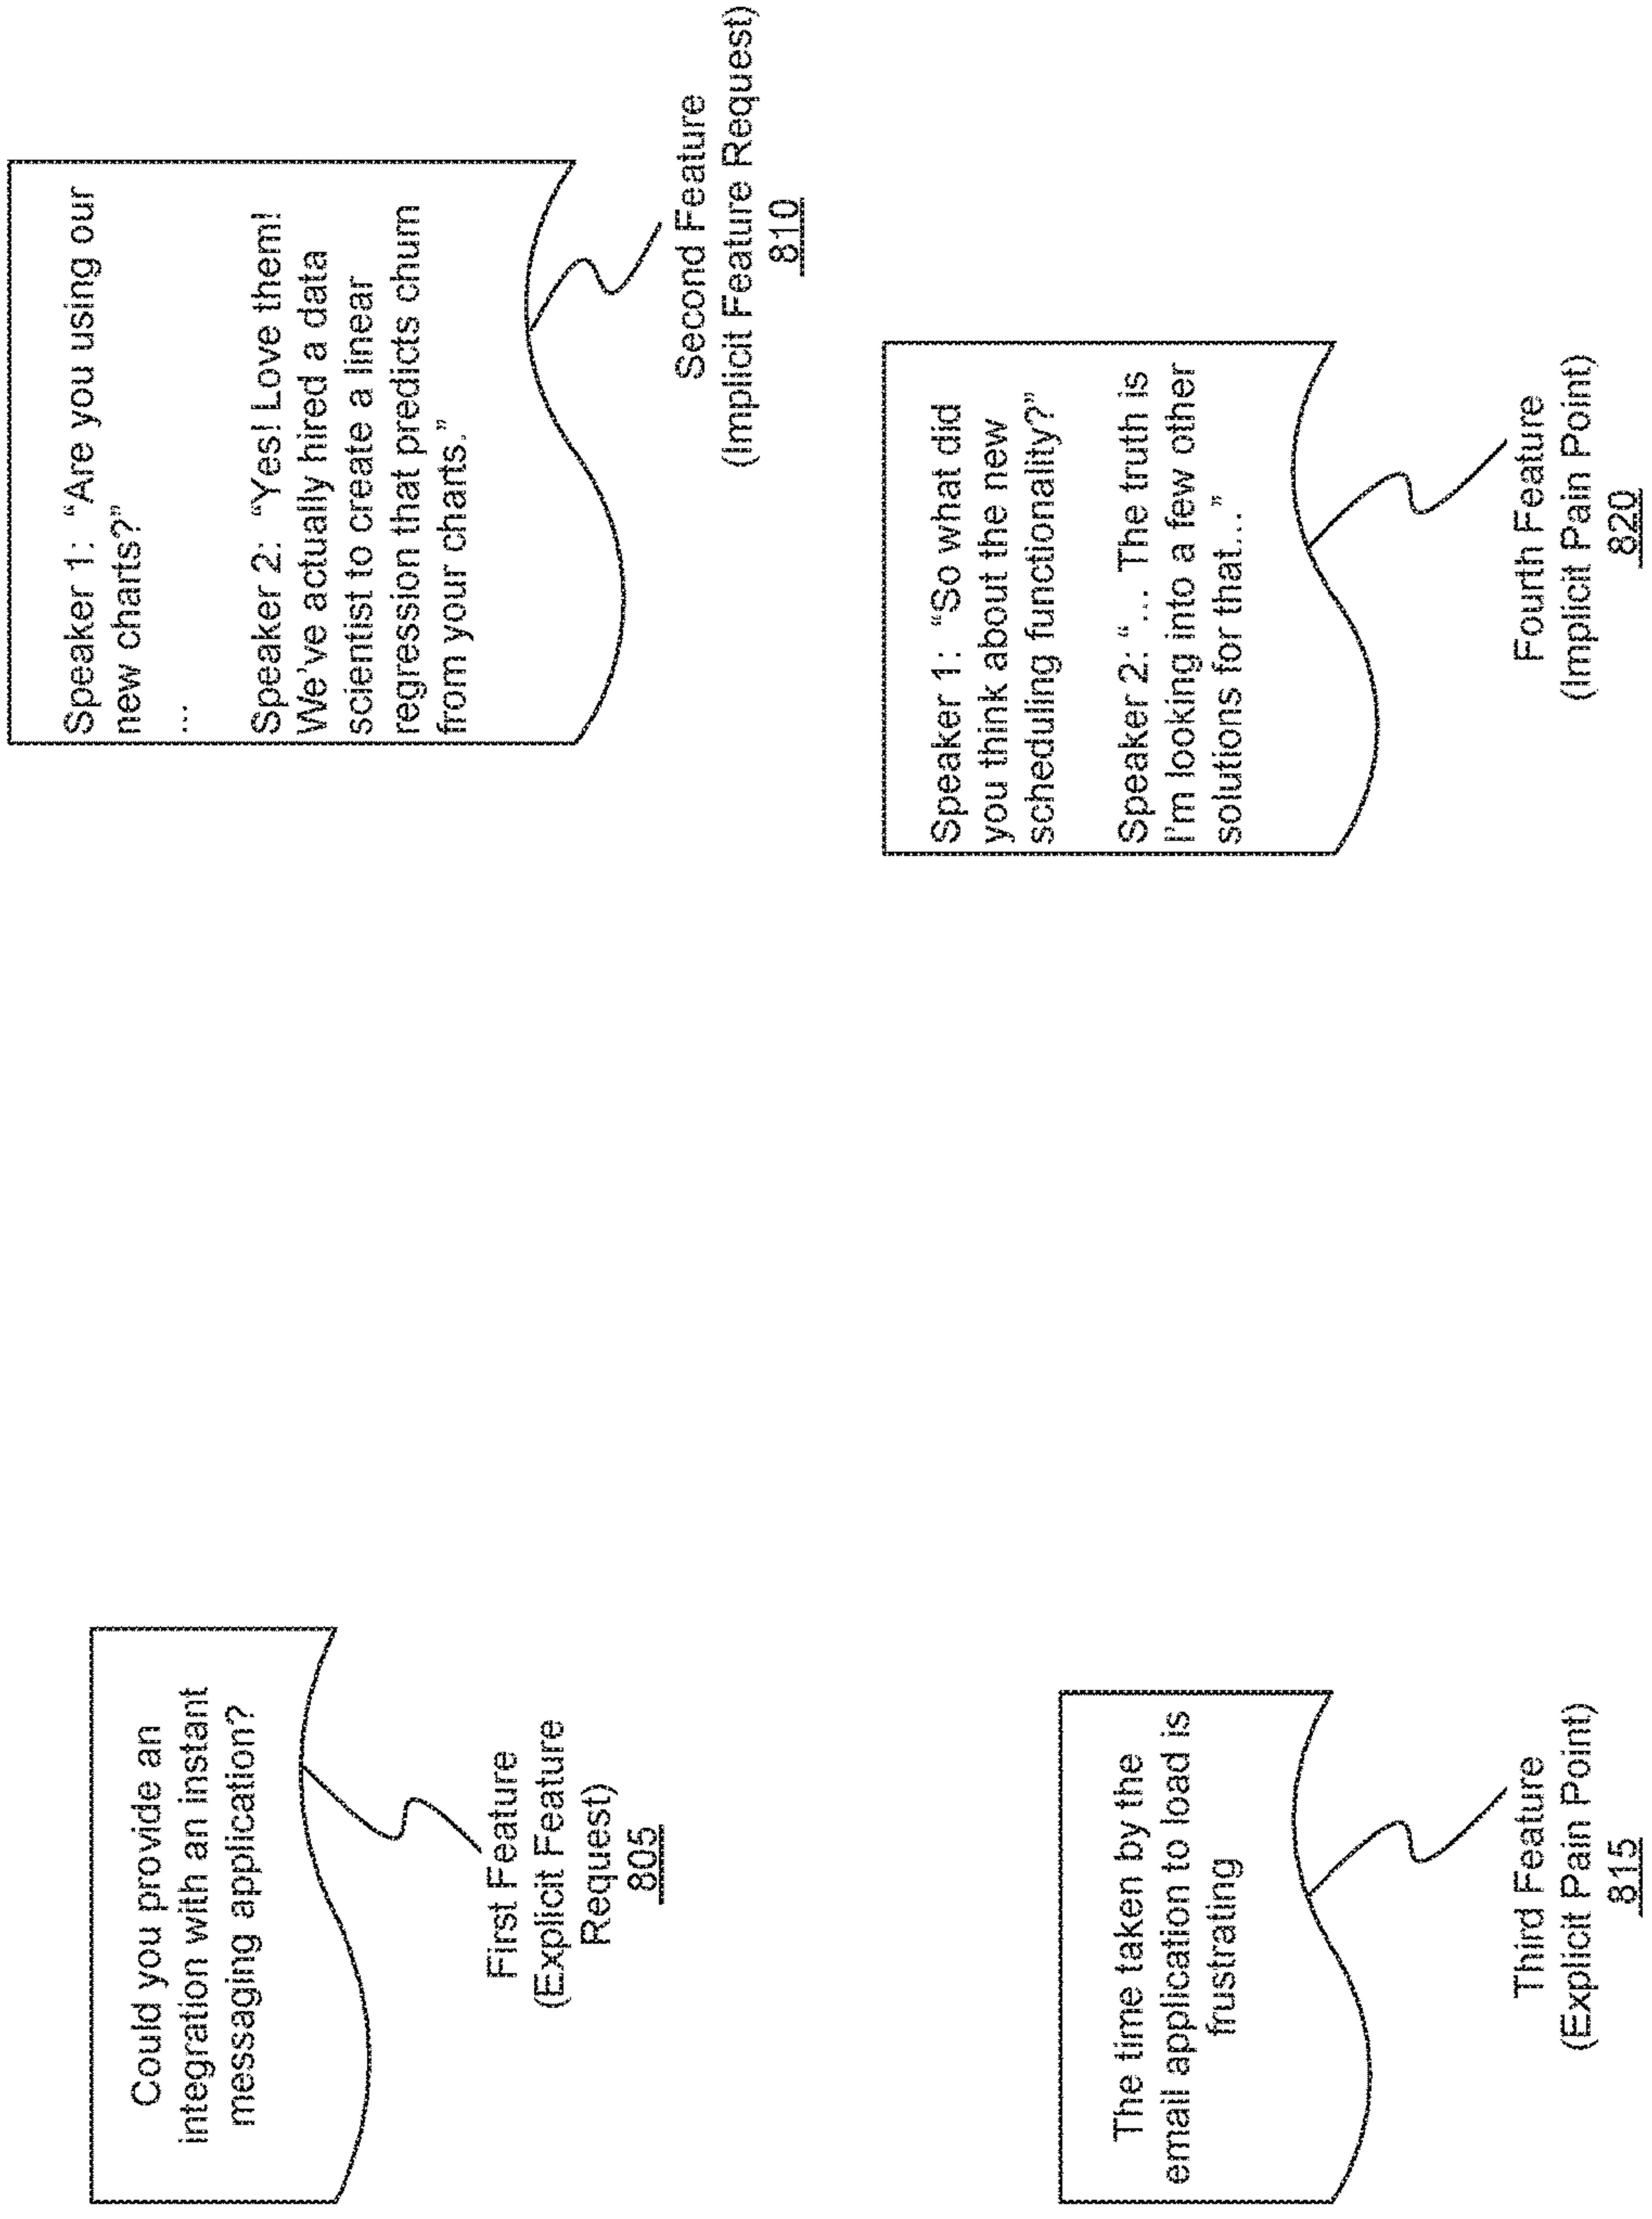 Could you provide an
integration with an instant
messaging application?
First Feature
(Explicit Feature
Request)
805
Speaker 1: “Are you using our
new charts?”
...
Speaker 2: “Yes! Love them!
We've actually hired a data
scientist to create a linear
regression that predicts churn
from your charts.”
Second Feature
(Implicit Feature Request)
810
The time taken by the
email application to load is
frustrating
Third Feature
(Explicit Pain Point)
815
Speaker 1: “So what did
you think about the new
scheduling functionality?”
Speaker 2: “... The truth is
I'm looking into a few other
solutions for that...”
Fourth Feature
(Implicit Pain Point)
820